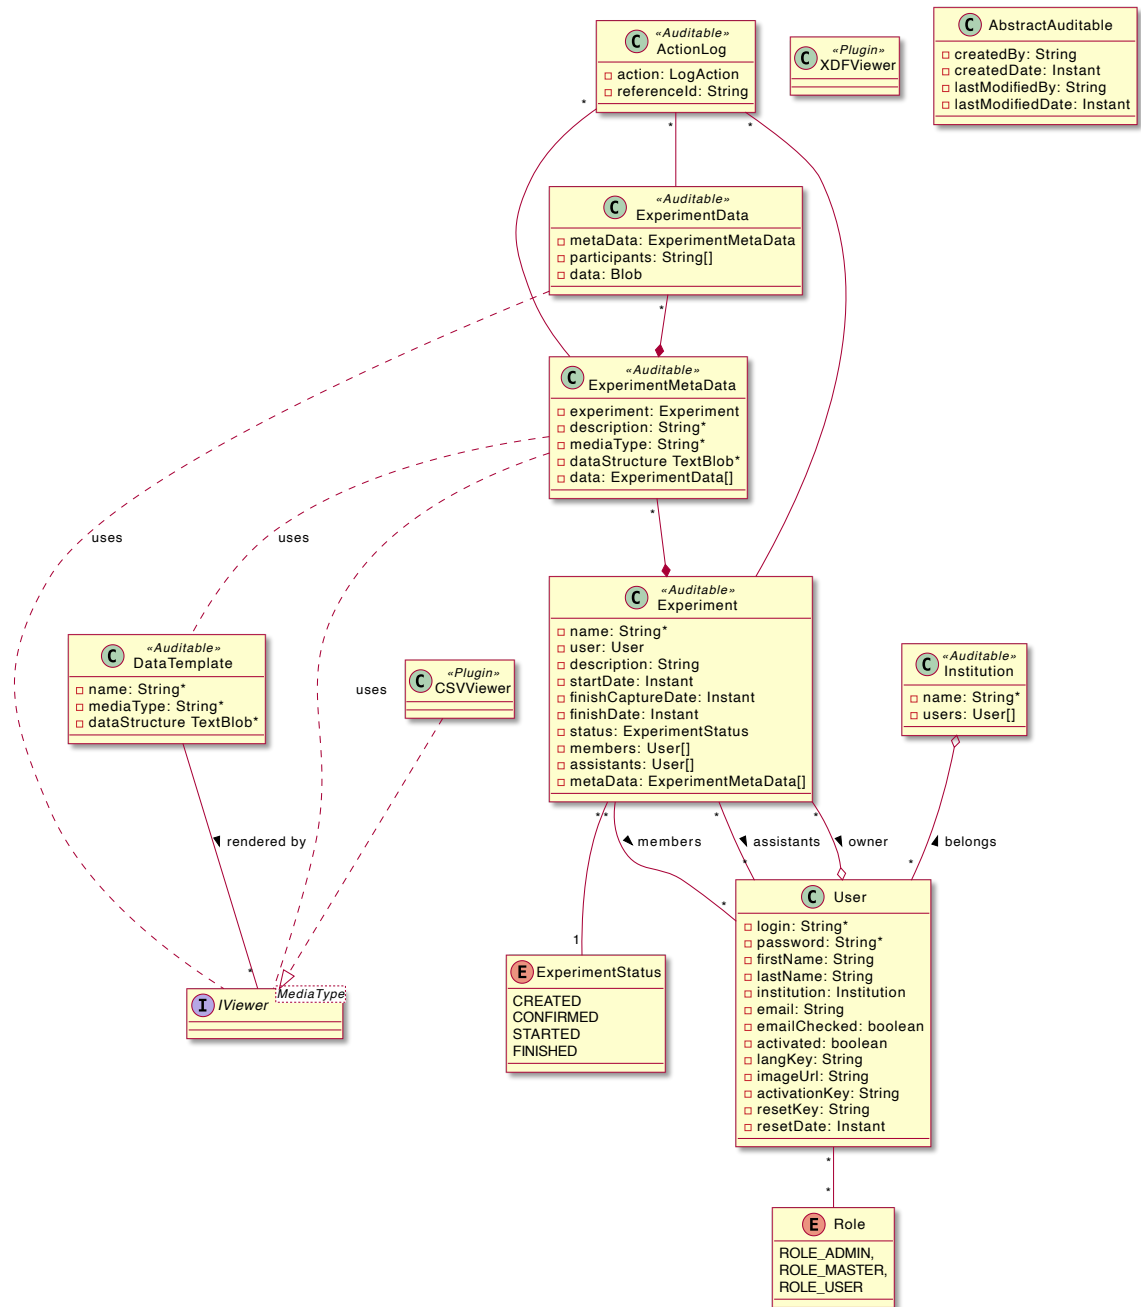 «Auditable»
ActionLog
action: LogAction
referenceId: String
«Plugin»
XDFViewer
AbstractAuditable
createdBy: String
createdDate: Instant
lastModifiedBy: String
lastModifiedDate: Instant
*
*
*
«Auditable»
ExperimentData
metaData: ExperimentMetaData
participants: String[]
data: Blob
*
«Auditable»
ExperimentMetaData
experiment: Experiment
description: String*
mediaType: String*
dataStructure TextBlob*
data: ExperimentData[]
*
uses
uses
uses
«Auditable»
Experiment
name: String*
user: User
description: String
startDate: Instant
finishCaptureDate: Instant
finishDate: Instant
status: ExperimentStatus
members: User[]
assistants: User[]
metaData: ExperimentMetaData[]
«Auditable»
DataTemplate
name: String*
mediaType: String*
dataStructure TextBlob*
«Plugin»
CSVViewer
«Auditable»
Institution
name: String*
users: User[]
*
*
*
*
rendered by
members
assistants
owner
belongs
*
*
*
1
*
C User
login: String*
password: String*
firstName: String
lastName: String
institution: Institution
email: String
emailChecked: boolean
activated: boolean
langKey: String
imageUrl: String
activationKey: String
resetKey: String
resetDate: Instant
E ExperimentStatus
CREATED
CONFIRMED
STARTED
FINISHED
I IViewer
MediaType
*
*
E Role
ROLE_ADMIN,
ROLE_MASTER,
ROLE_USER